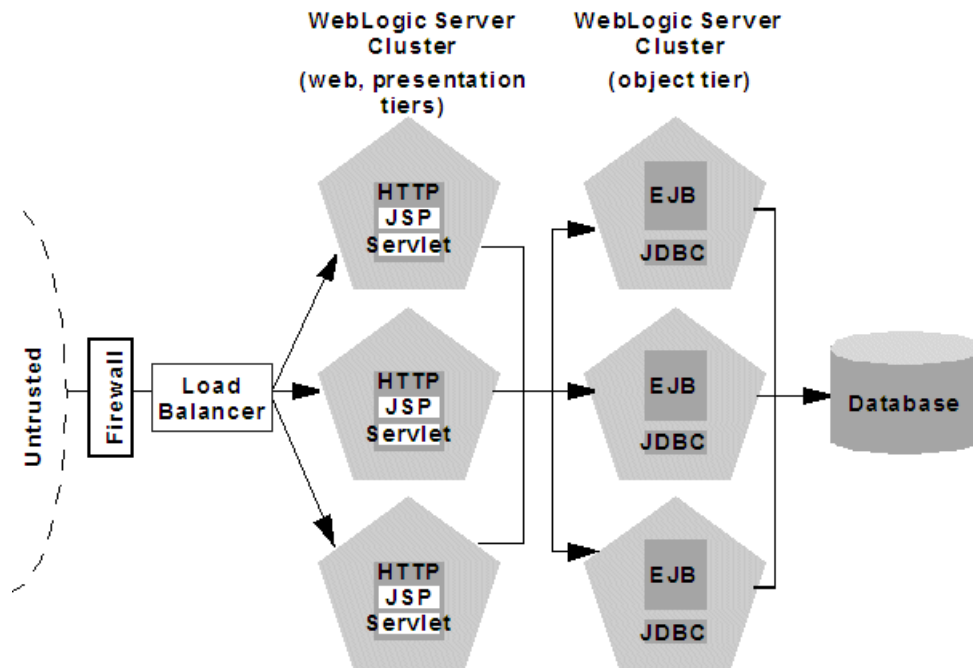 WebLogic Server
Cluster
(web, presentation
tiers)
WebLogic Server
Cluster
(object tier)
Untrusted
Firewall
Load
Balancer
HTTP
JSP
Servlet
HTTP
JSP
Servlet
HTTP
JSP
Servlet
EJB
JDBC
EJB
JDBC
EJB
JDBC
Database